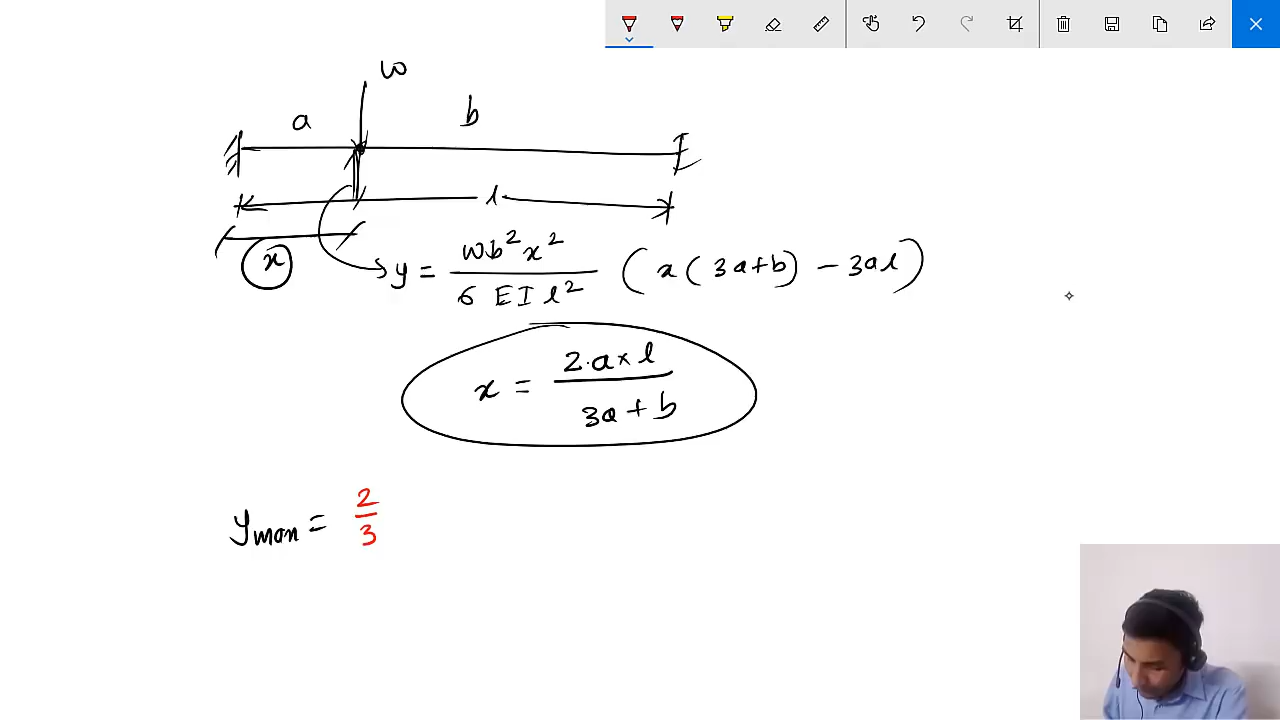 W
a b
l
x
y = Wb²x² / 6 EI l² (x(3a+b) - 3al)
x = 2·a×l / 3a+b
ymax = 2/3